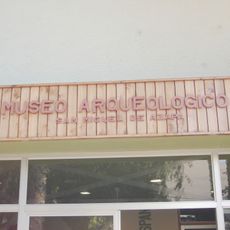 MUSEO ARQUEOLOGICO
SAN MIGUEL DE AZAPA